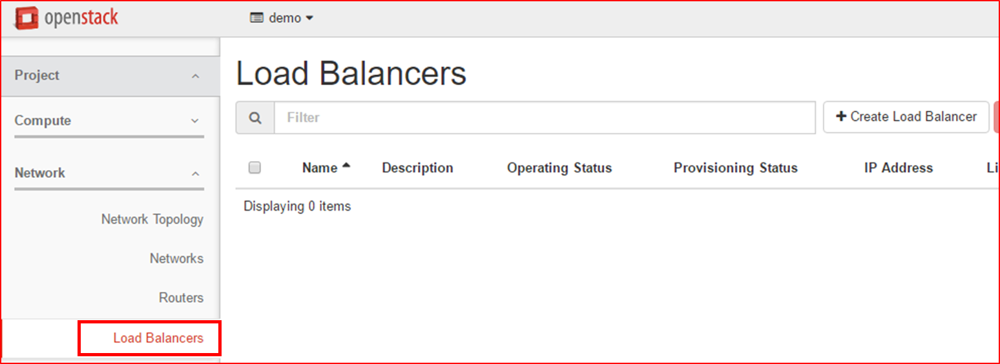 openstack
demo
Project
Compute
Network
Network Topology
Networks
Routers
Load Balancers
Load Balancers
Filter
Create Load Balancer
Name Description Operating Status Provisioning Status IP Address
Displaying 0 items